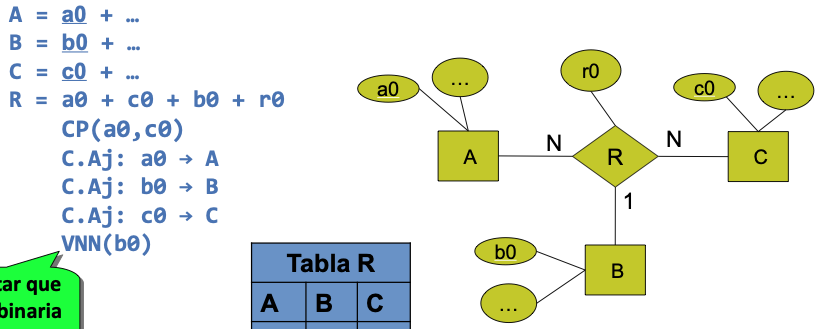 A = a0 + …
B = b0 + …
C = c0 + …
R = a0 + c0 + b0 + r0
CP(a0,c0)
C.Aj: a0 → A
C.Aj: b0 → B
C.Aj: c0 → C
VNN(b0)
que
binaria
Tabla R
A B C
a0
…
r0
c0
…
A
N
R
N
C
1
b0
B
…